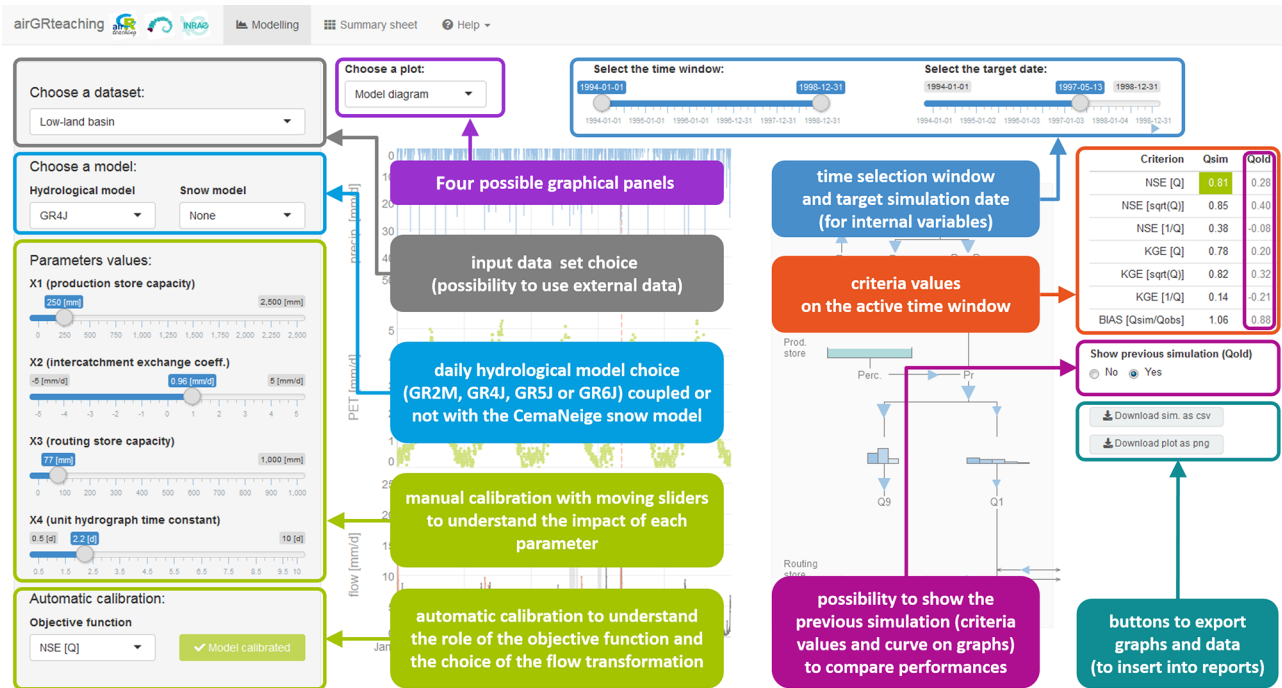 airGRteaching
airGR
teaching
INRAE
Modelling
Summary sheet
Help
Choose a dataset:
Low-land basin
Choose a model:
Hydrological model
Snow model
GR4J
None
Parameters values:
X1 (production store capacity)
250 [mm]
2,500 [mm]
0 250 500 750 1,000 1,250 1,500 1,750 2,000 2,250 2,500
X2 (intercatchment exchange coeff.)
-5 [mm/d]
0.96 [mm/d]
5 [mm/d]
-5 -4 -3 -2 -1 0 1 2 3 4 5
X3 (routing store capacity)
77 [mm]
1,000 [mm]
0 100 200 300 400 500 600 700 800 900 1,000
X4 (unit hydrograph time constant)
0.5 [d]
2.2 [d]
10 [d]
0.5 1.5 2.5 3.5 4.5 5.5 6.5 7.5 8.5 9.5 10
Automatic calibration:
Objective function
NSE [Q]
Model calibrated
Choose a plot:
Model diagram
Four possible graphical panels
input data set choice
(possibility to use external data)
daily hydrological model choice
(GR2M, GR4J, GR5J or GR6J) coupled or
not with the CemaNeige snow model
manual calibration with moving sliders
to understand the impact of each
parameter
automatic calibration to understand
the role of the objective function and
the choice of the flow transformation
0
20
30
precip. [mm/d]
5
0
PET [mm/d]
10
flow [mm/d]
Select the time window:
1994-01-01
1998-12-31
1994-01-01 1995-01-01 1996-01-01 1996-12-31 1997-12-31 1998-12-31
Select the target date:
1994-01-01
1997-05-13
1998-12-31
1994-01-01 1995-01-02 1996-01-02 1997-01-03 1998-01-04 1998-12-31
time selection window
and target simulation date
(for internal variables)
criteria values
on the active time window
Prod.
store
Perc.
Pr
Q9
Q1
Routing
store
possibility to show the
previous simulation (criteria
values and curve on graphs)
to compare performances
Criterion Qsim Qold
NSE [Q] 0.81 0.28
NSE [sqrt(Q)] 0.85 0.40
NSE [1/Q] 0.38 -0.08
KGE [Q] 0.78 0.20
KGE [sqrt(Q)] 0.82 0.32
KGE [1/Q] 0.14 -0.21
BIAS [Qsim/Qobs] 1.06 0.88
Show previous simulation (Qold)
No Yes
Download sim. as csv
Download plot as png
buttons to export
graphs and data
(to insert into reports)